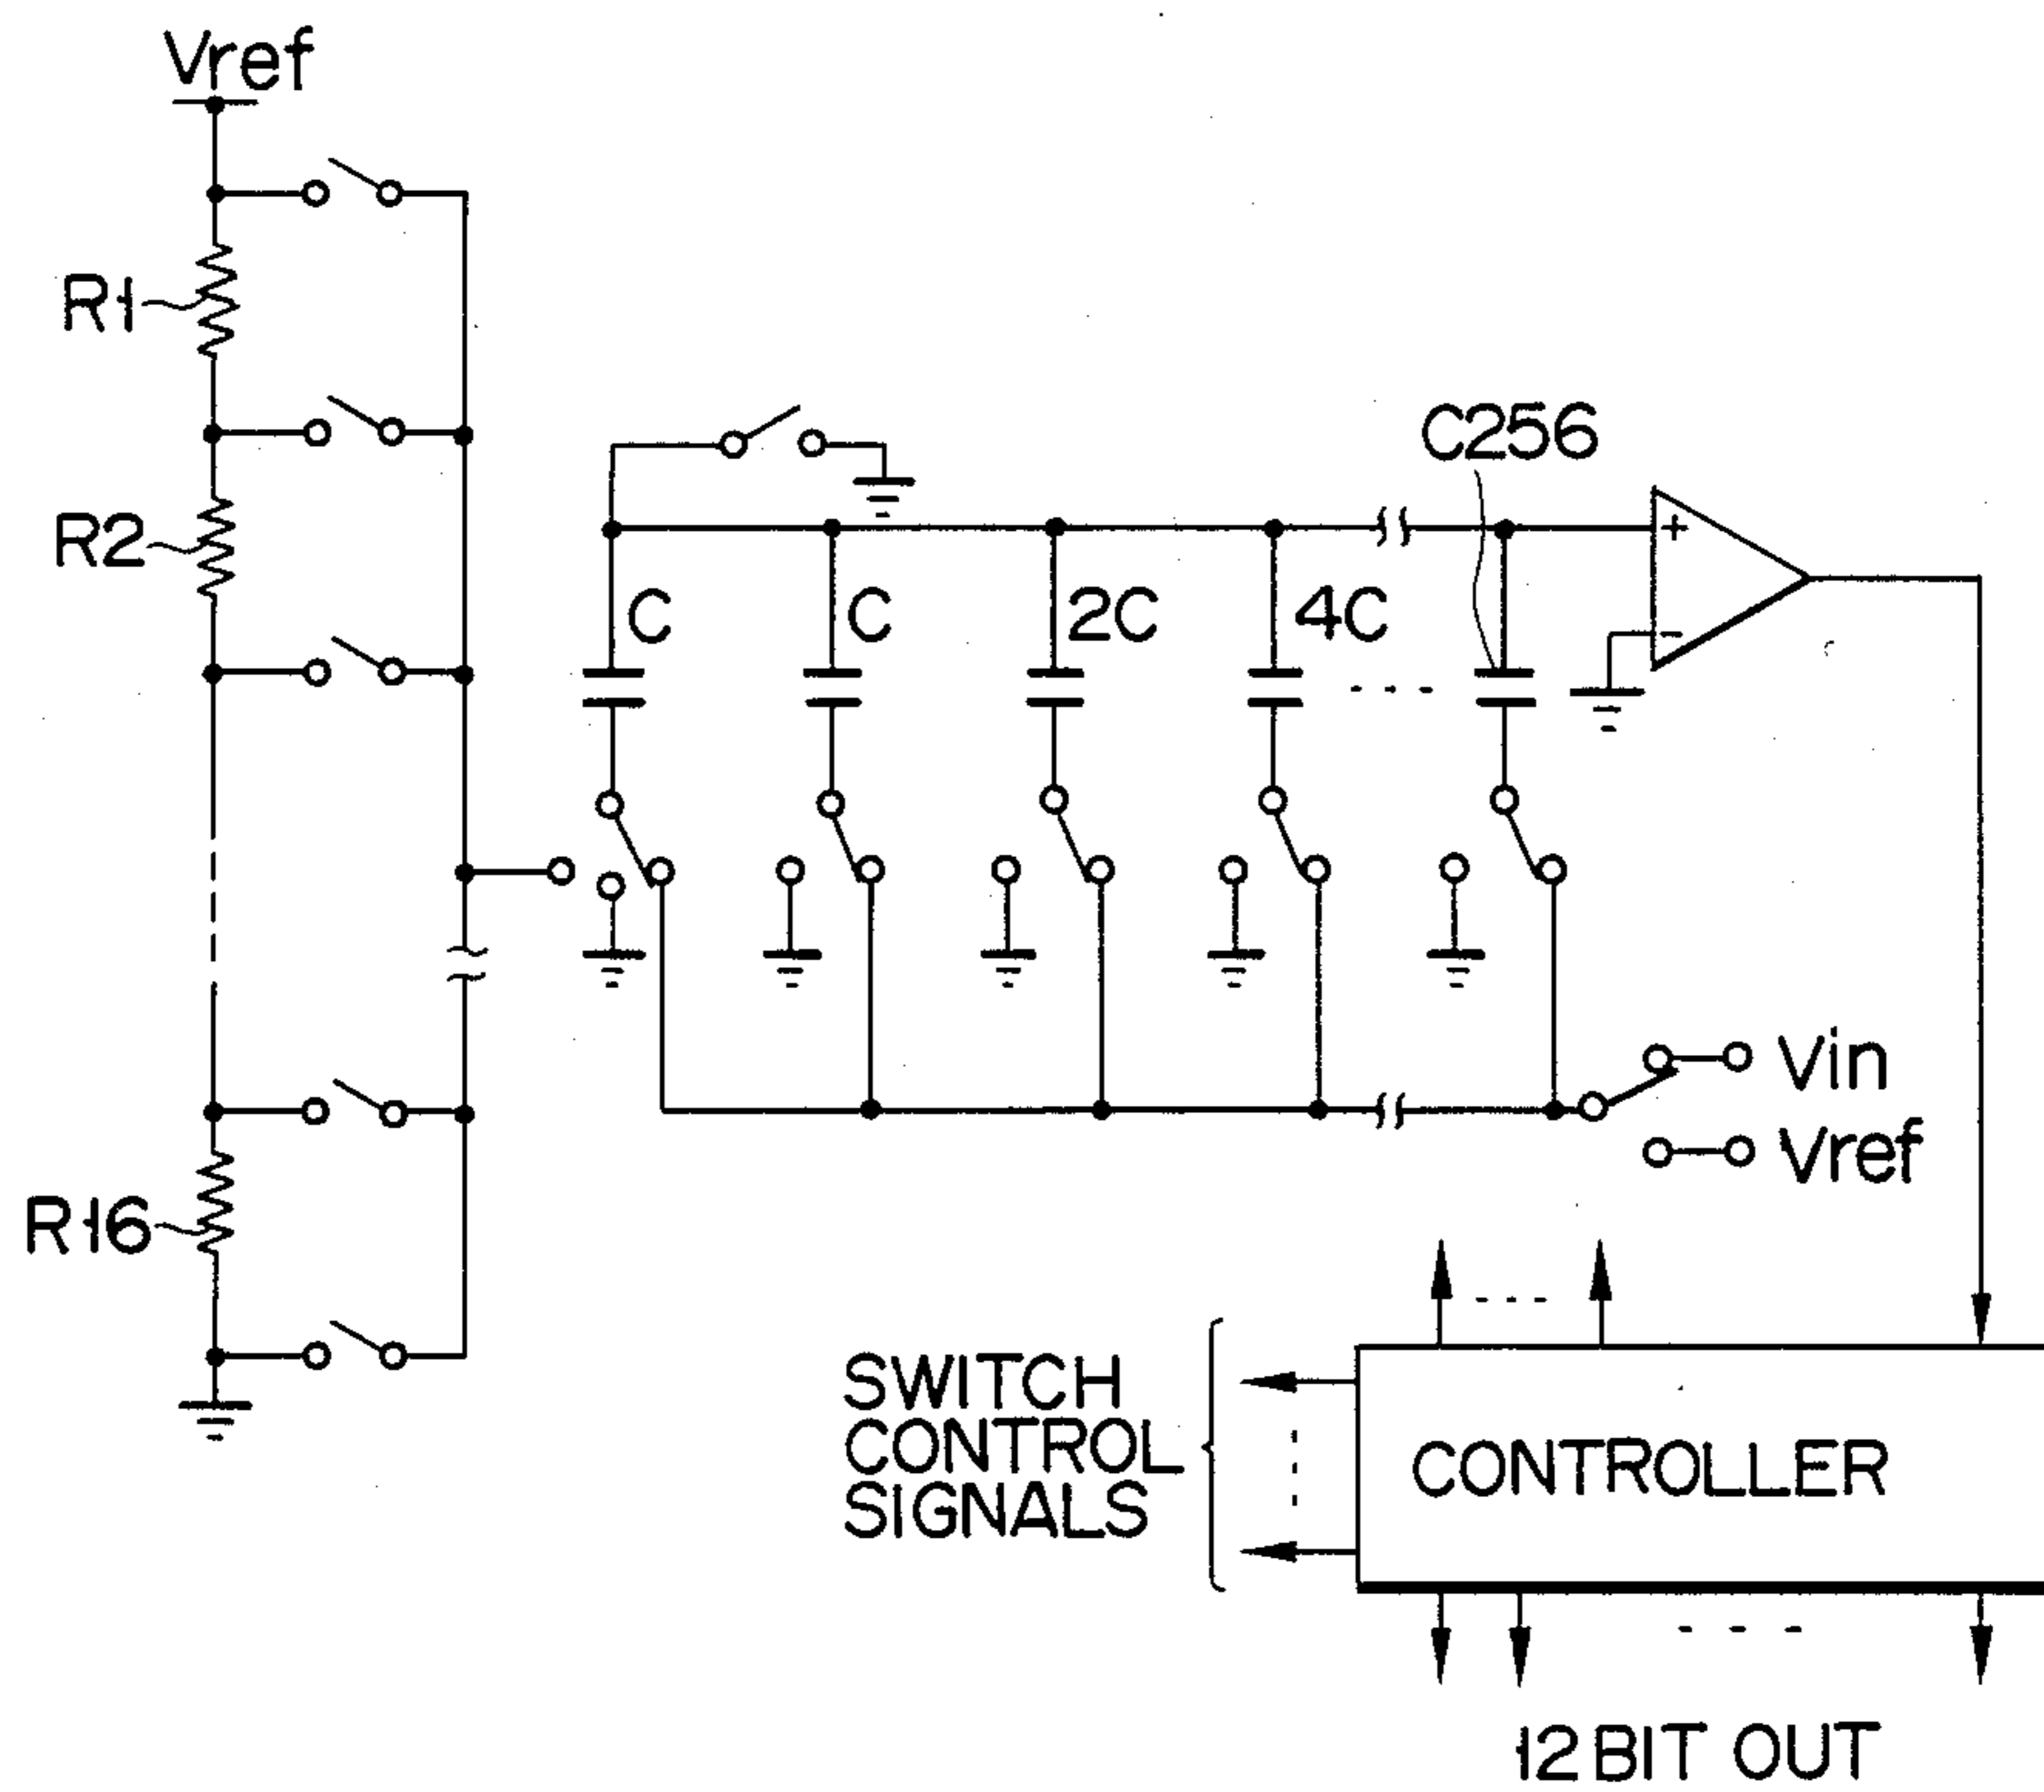 Vref
R1
R2
C256
+
−
C
C
2C
4C
Vin
Vref
R16
SWITCH
CONTROL
SIGNALS
CONTROLLER
12 BIT OUT